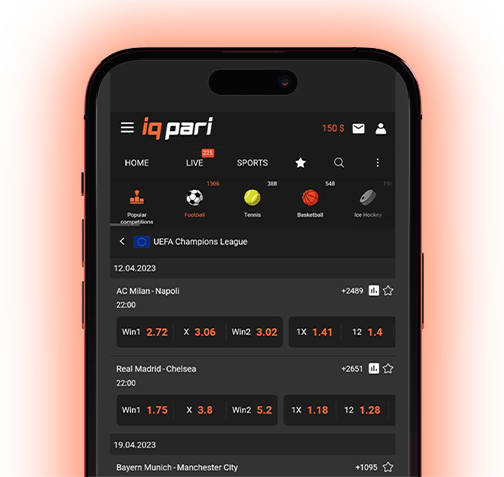 iq pari 150 $
HOME LIVE 225 SPORTS
1306 388 548
Popular competitions Football Tennis Basketball Ice Hockey
UEFA Champions League
12.04.2023
AC Milan - Napoli +2489
22:00
Win1 2.72 X 3.06 Win2 3.02 1X 1.41 12 1.4
Real Madrid - Chelsea +2651
22:00
Win1 1.75 X 3.8 Win2 5.2 1X 1.18 12 1.28
19.04.2023
Bayern Munich - Manchester City +1095